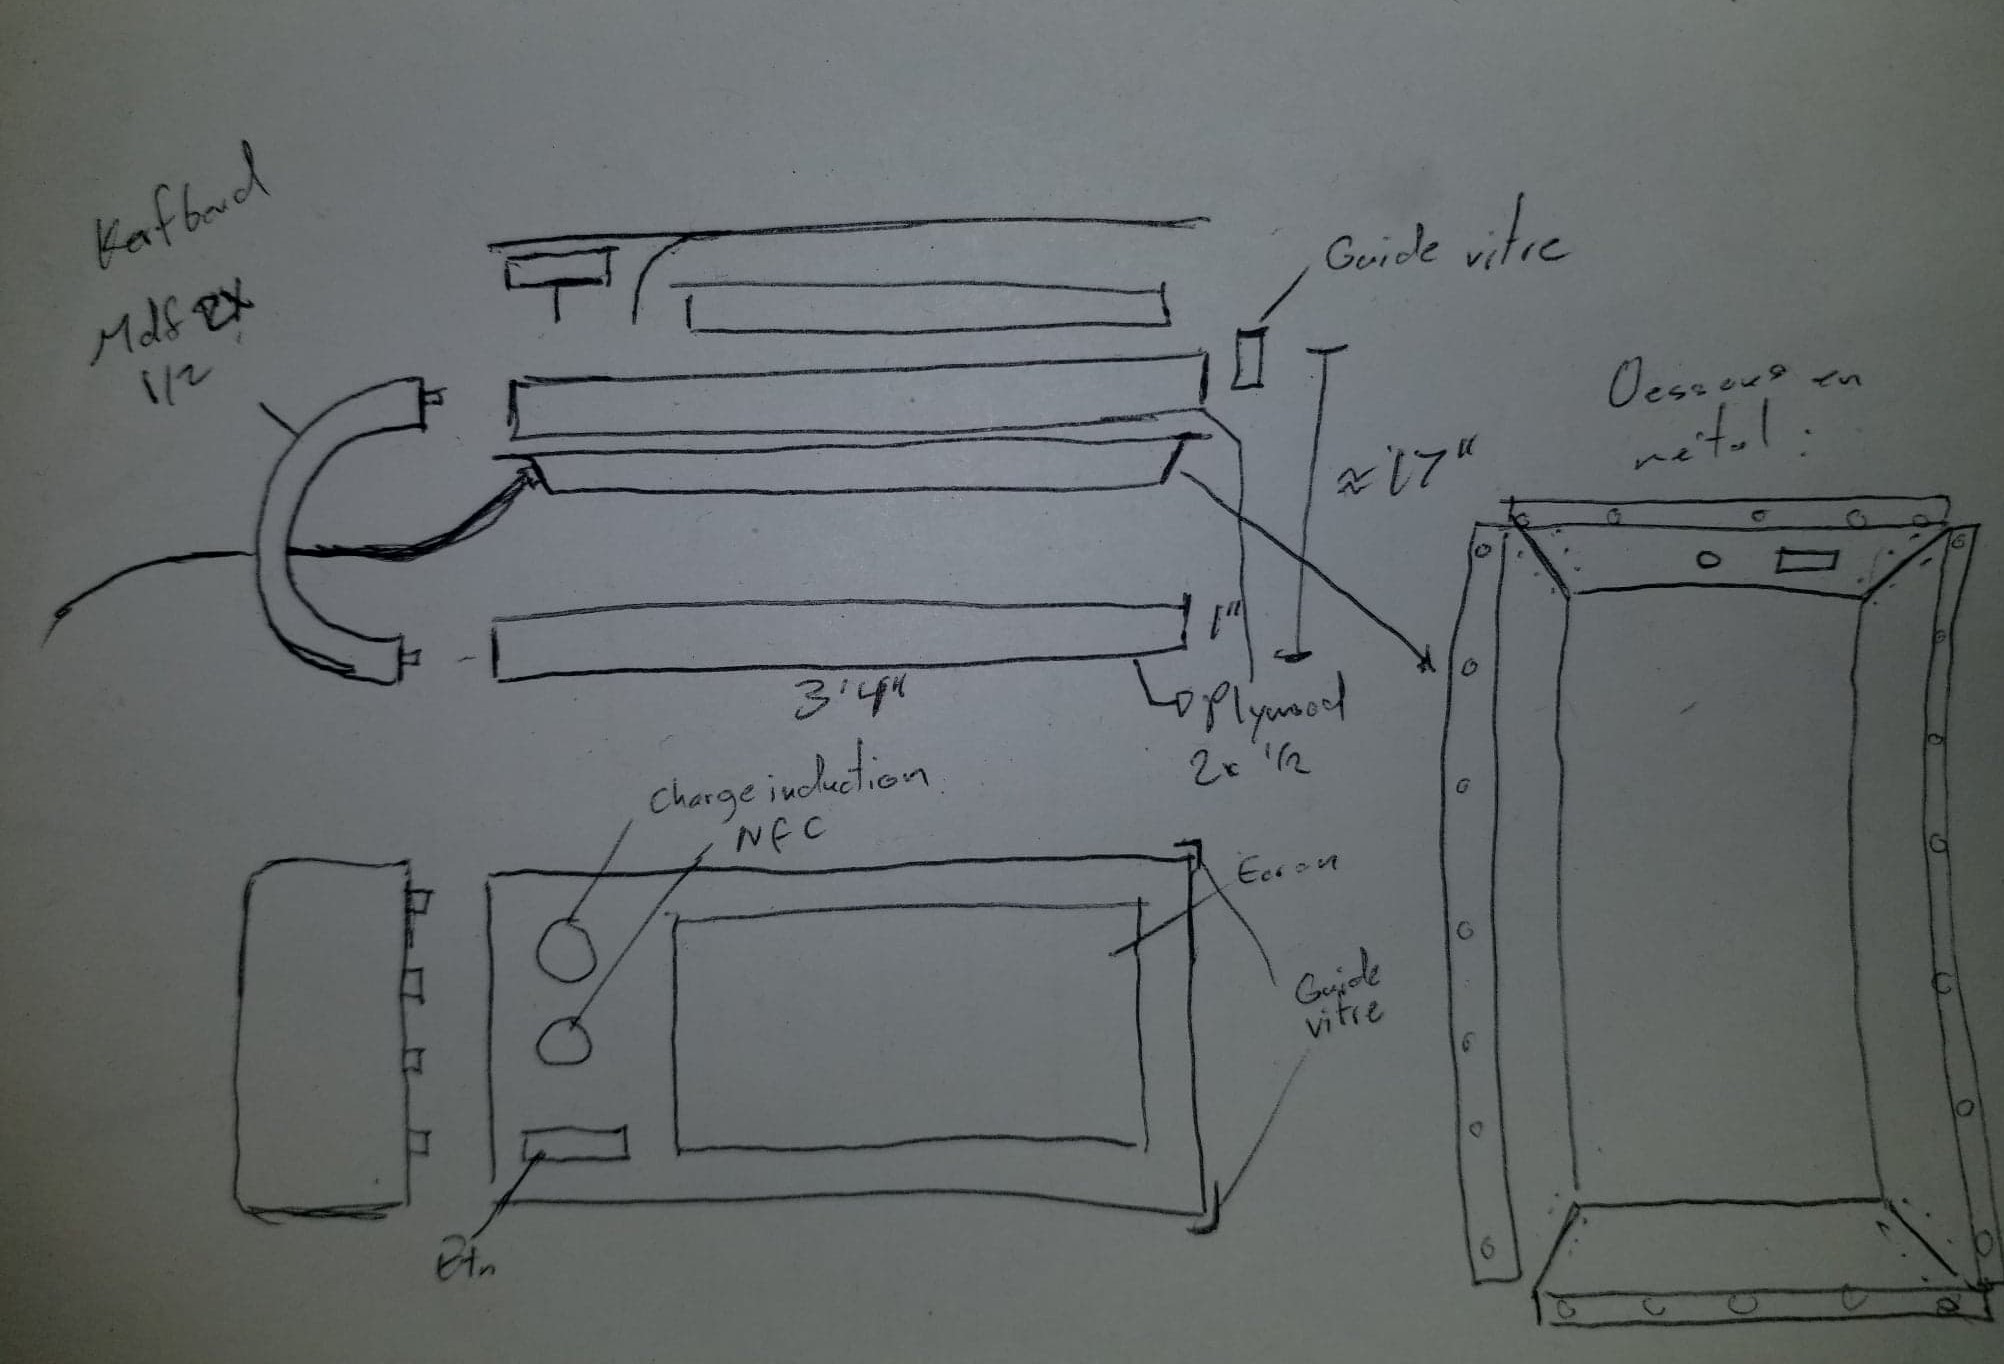 Kerfbend
Mdf 2X
1/2
Guide vitre
≈ 17"
Dessous en
métal :
1"
3'4"
Plywood
2x 1/2
Charge induction
NFC
Ecran
Guide
vitre
Btn